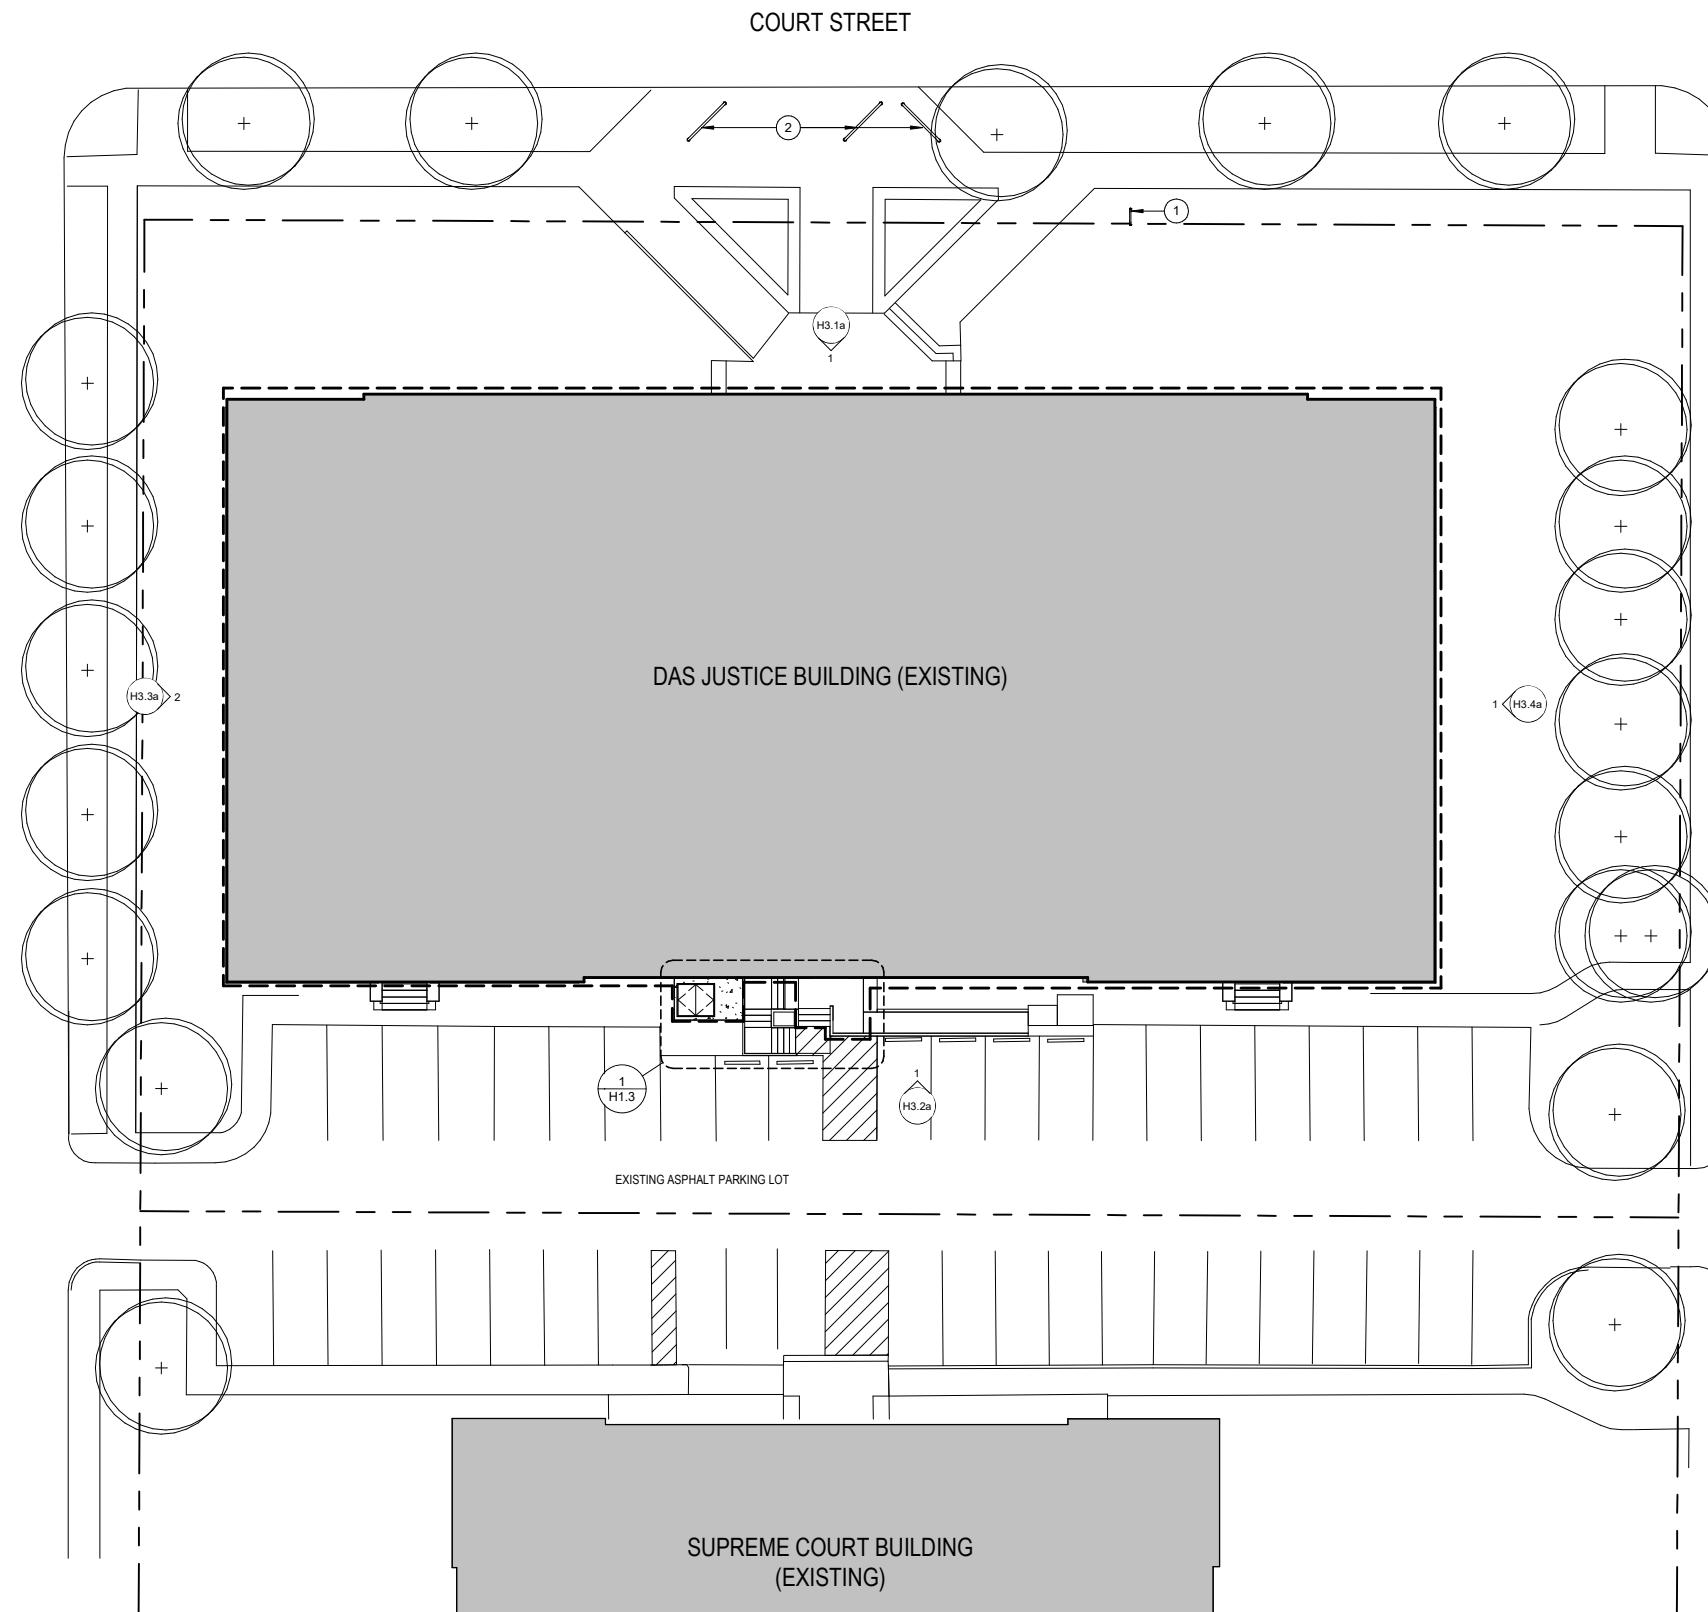 COURT STREET
2
1
H3.1a
1
DAS JUSTICE BUILDING (EXISTING)
H3.3a 2
1 H3.4a
1
H1.3
1
H3.2a
EXISTING ASPHALT PARKING LOT
SUPREME COURT BUILDING
(EXISTING)